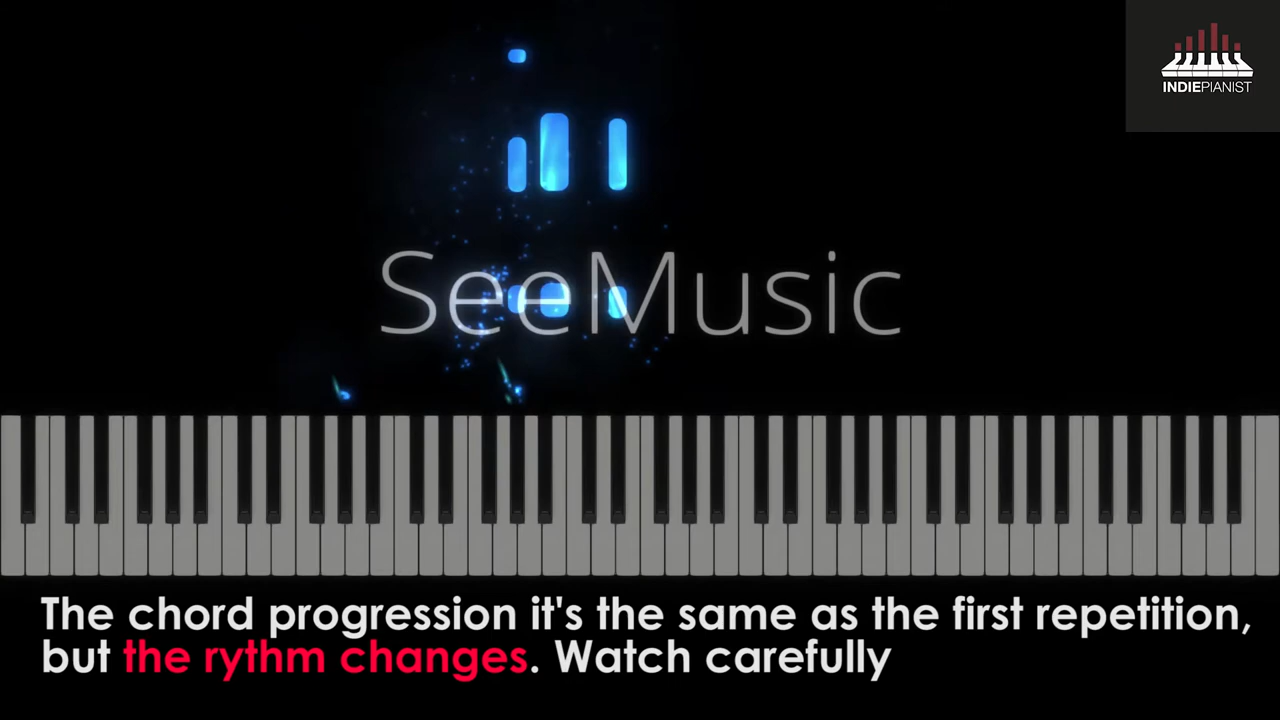 INDIEPIANIST
SeeMusic
The chord progression it's the same as the first repetition,
but the rythm changes. Watch carefully